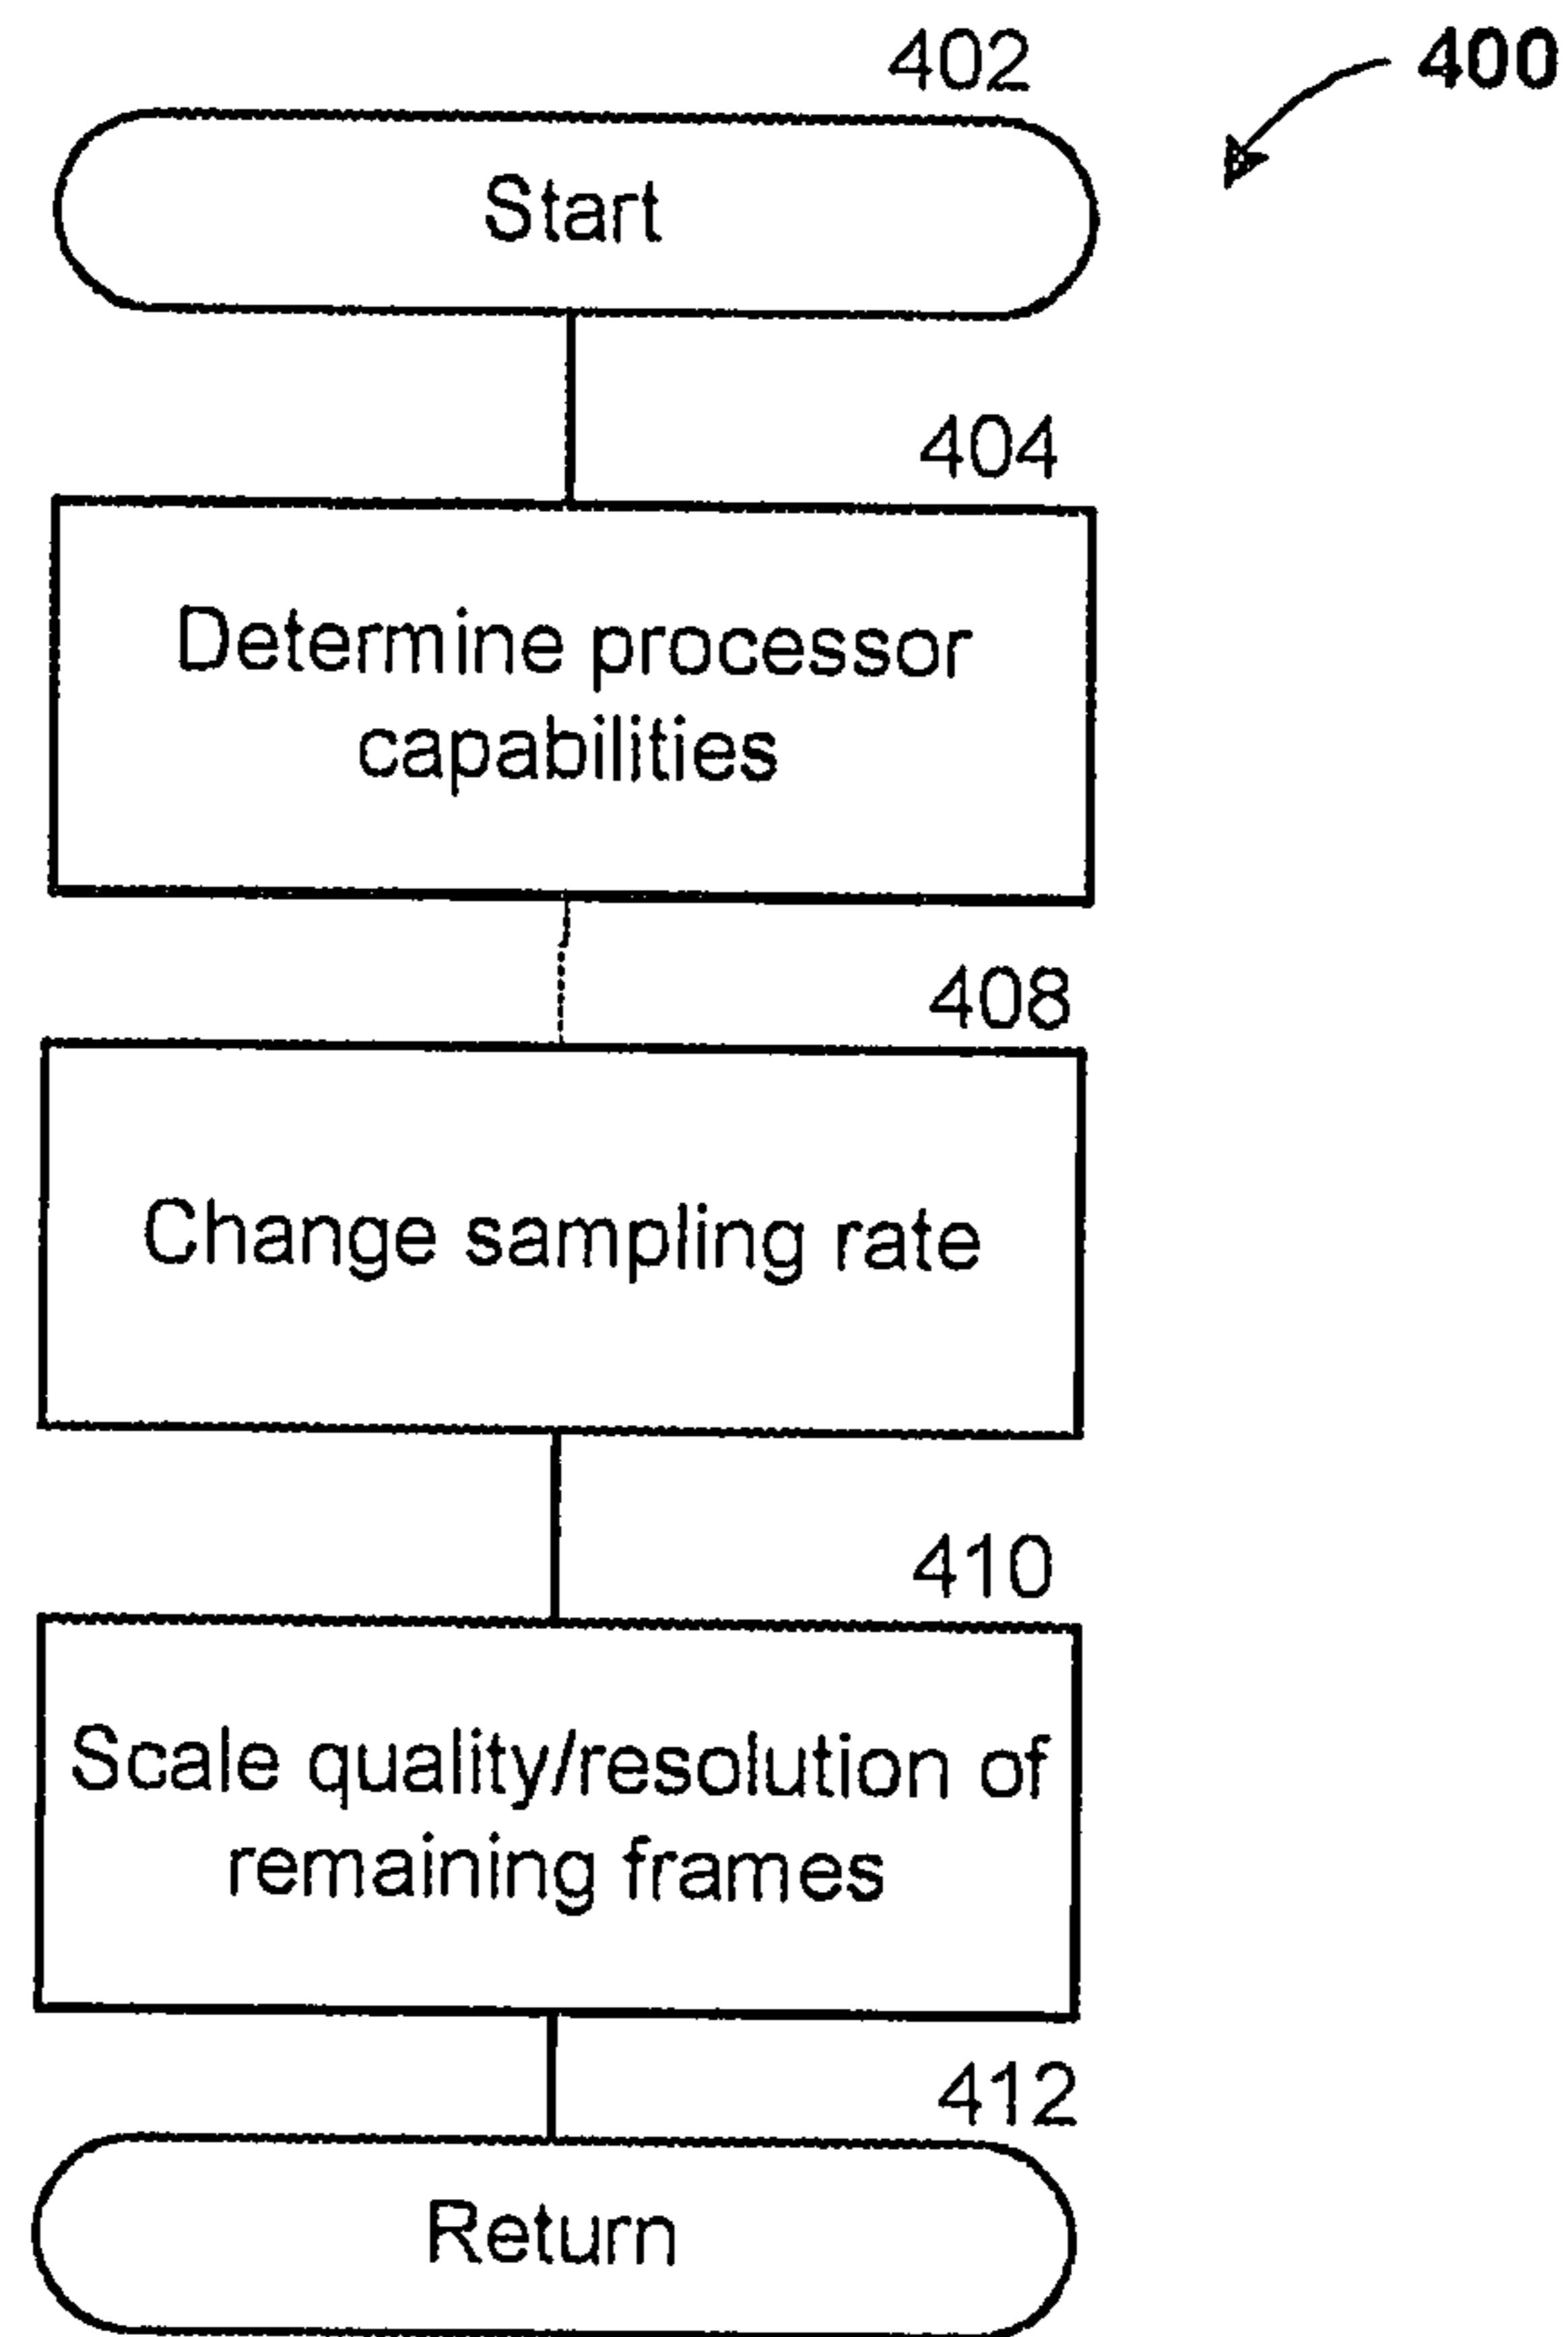 402
400
Start
404
Determine processor
capabilities
408
Change sampling rate
410
Scale quality/resolution of
remaining frames
412
Return